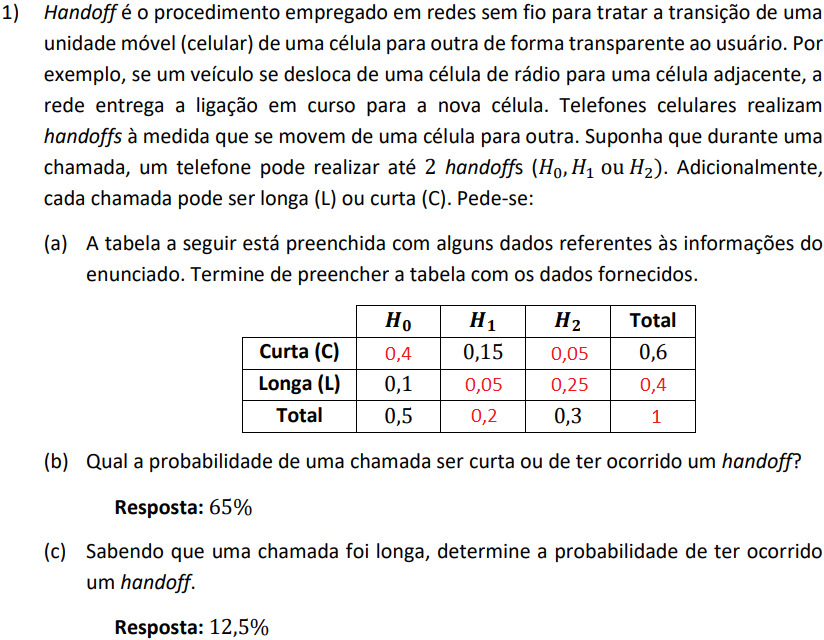 1) Handoff é o procedimento empregado em redes sem fio para tratar a transição de uma
unidade móvel (celular) de uma célula para outra de forma transparente ao usuário. Por
exemplo, se um veículo se desloca de uma célula de rádio para uma célula adjacente, a
rede entrega a ligação em curso para a nova célula. Telefones celulares realizam
handoffs à medida que se movem de uma célula para outra. Suponha que durante uma
chamada, um telefone pode realizar até 2 handoffs (H₀, H₁ ou H₂). Adicionalmente,
cada chamada pode ser longa (L) ou curta (C). Pede-se:
(a) A tabela a seguir está preenchida com alguns dados referentes às informações do
enunciado. Termine de preencher a tabela com os dados fornecidos.
H₀ H₁ H₂ Total
Curta (C) 0,4 0,15 0,05 0,6
Longa (L) 0,1 0,05 0,25 0,4
Total 0,5 0,2 0,3 1
(b) Qual a probabilidade de uma chamada ser curta ou de ter ocorrido um handoff?
Resposta: 65%
(c) Sabendo que uma chamada foi longa, determine a probabilidade de ter ocorrido
um handoff.
Resposta: 12,5%